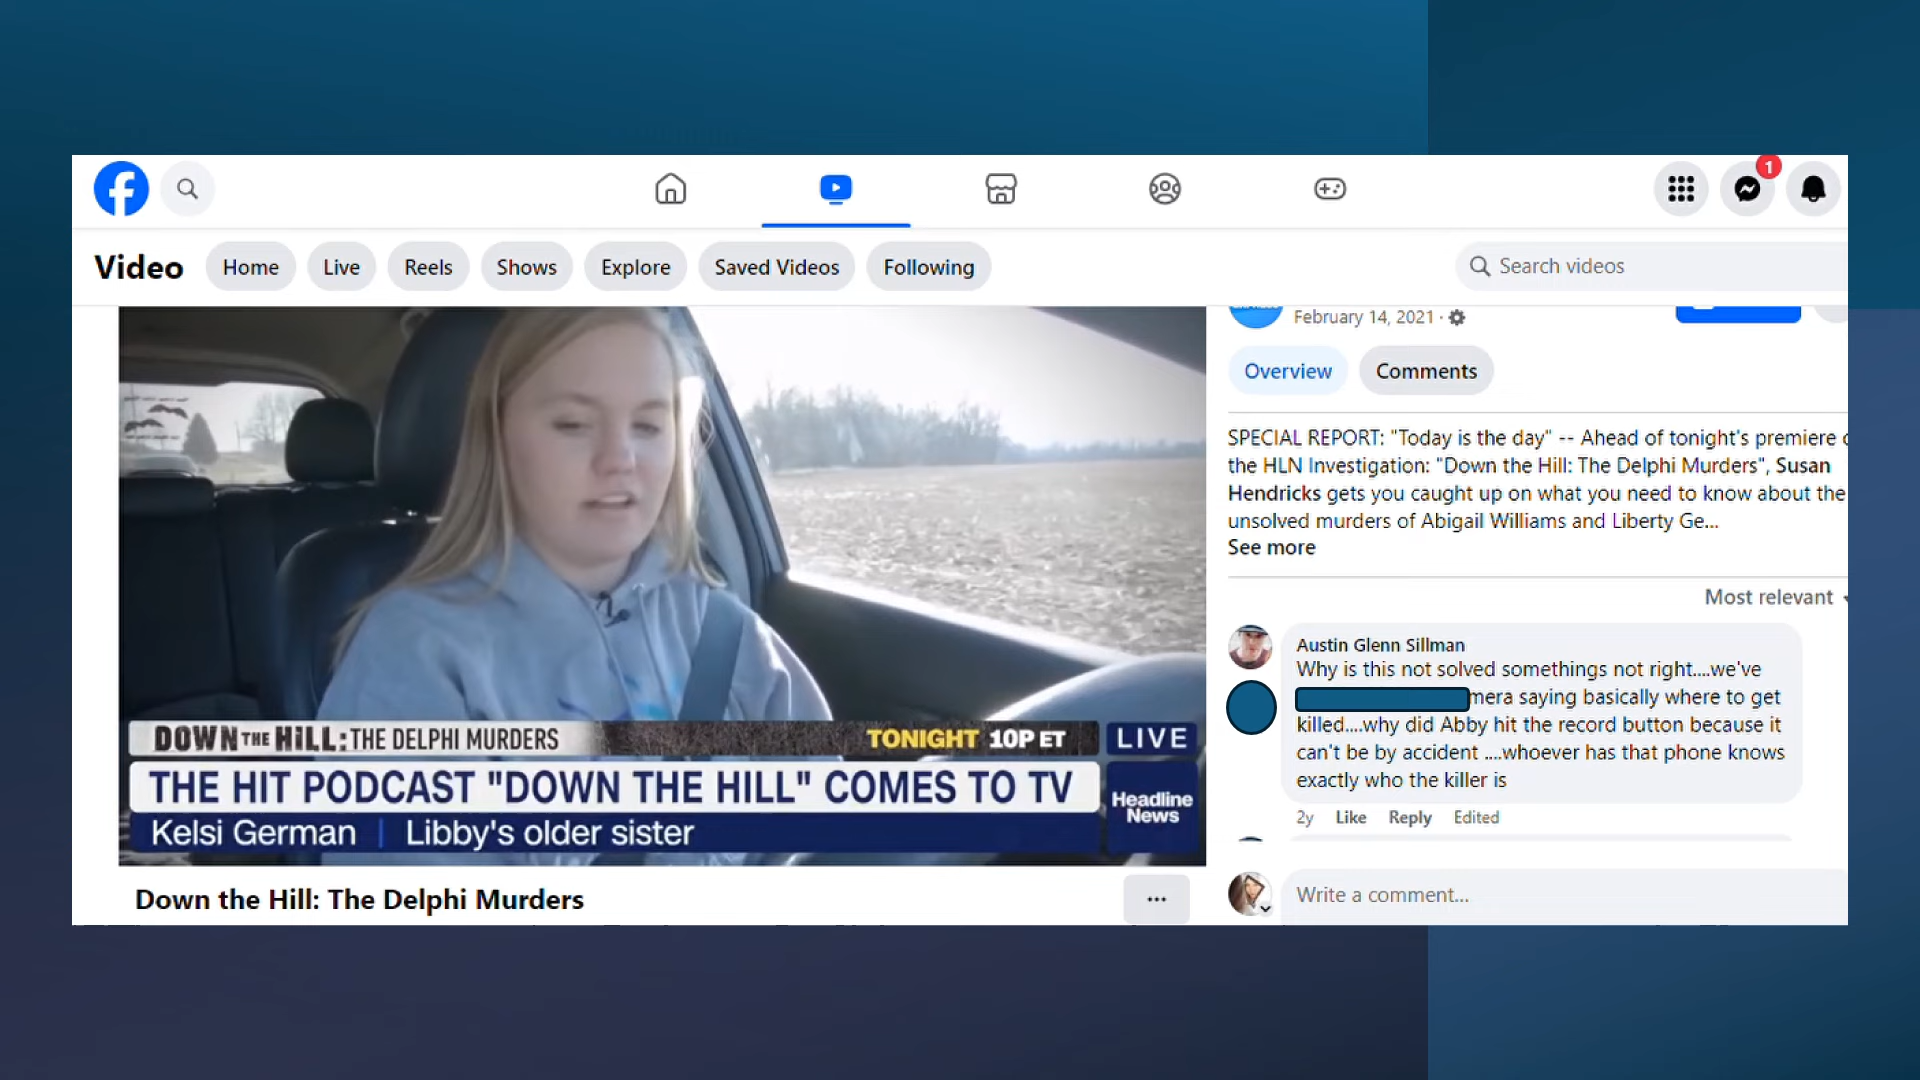 1
Video
Home
Live
Reels
Shows
Explore
Saved Videos
Following
Search videos
DOWN THE HILL: THE DELPHI MURDERS
TONIGHT 10P ET
LIVE
THE HIT PODCAST "DOWN THE HILL" COMES TO TV
Headline
News
Kelsi German | Libby's older sister
Down the Hill: The Delphi Murders
February 14, 2021 ·
Overview
Comments
SPECIAL REPORT: "Today is the day" -- Ahead of tonight's premiere
the HLN Investigation: "Down the Hill: The Delphi Murders", Susan
Hendricks gets you caught up on what you need to know about the
unsolved murders of Abigail Williams and Liberty Ge...
See more
Most relevant
Austin Glenn Sillman
Why is this not solved somethings not right....we've
mera saying basically where to get
killed....why did Abby hit the record button because it
can't be by accident ....whoever has that phone knows
exactly who the killer is
2y Like Reply Edited
Write a comment...